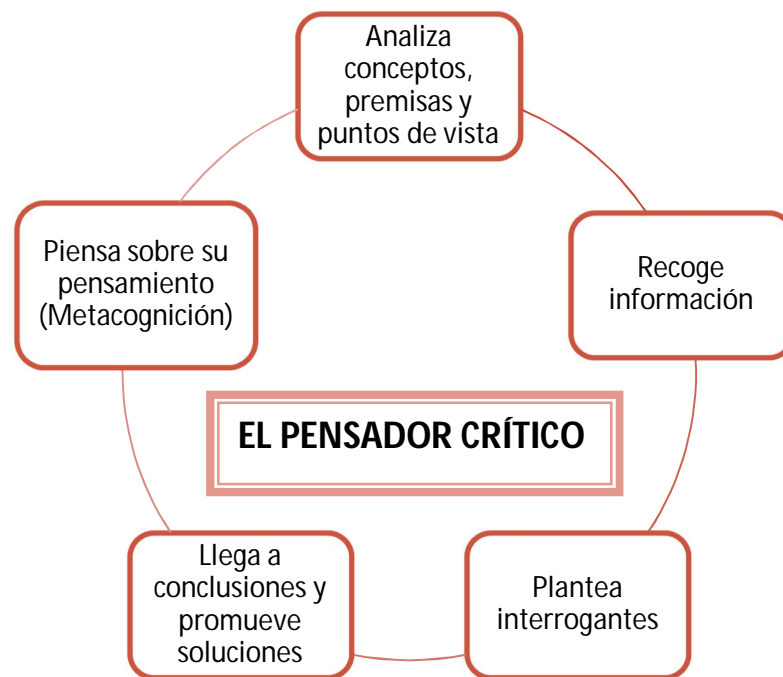 Analiza
conceptos,
premisas y
puntos de vista
Recoge
información
Plantea
interrogantes
Llega a
conclusiones y
promueve
soluciones
Piensa sobre su
pensamiento
(Metacognición)
EL PENSADOR CRÍTICO